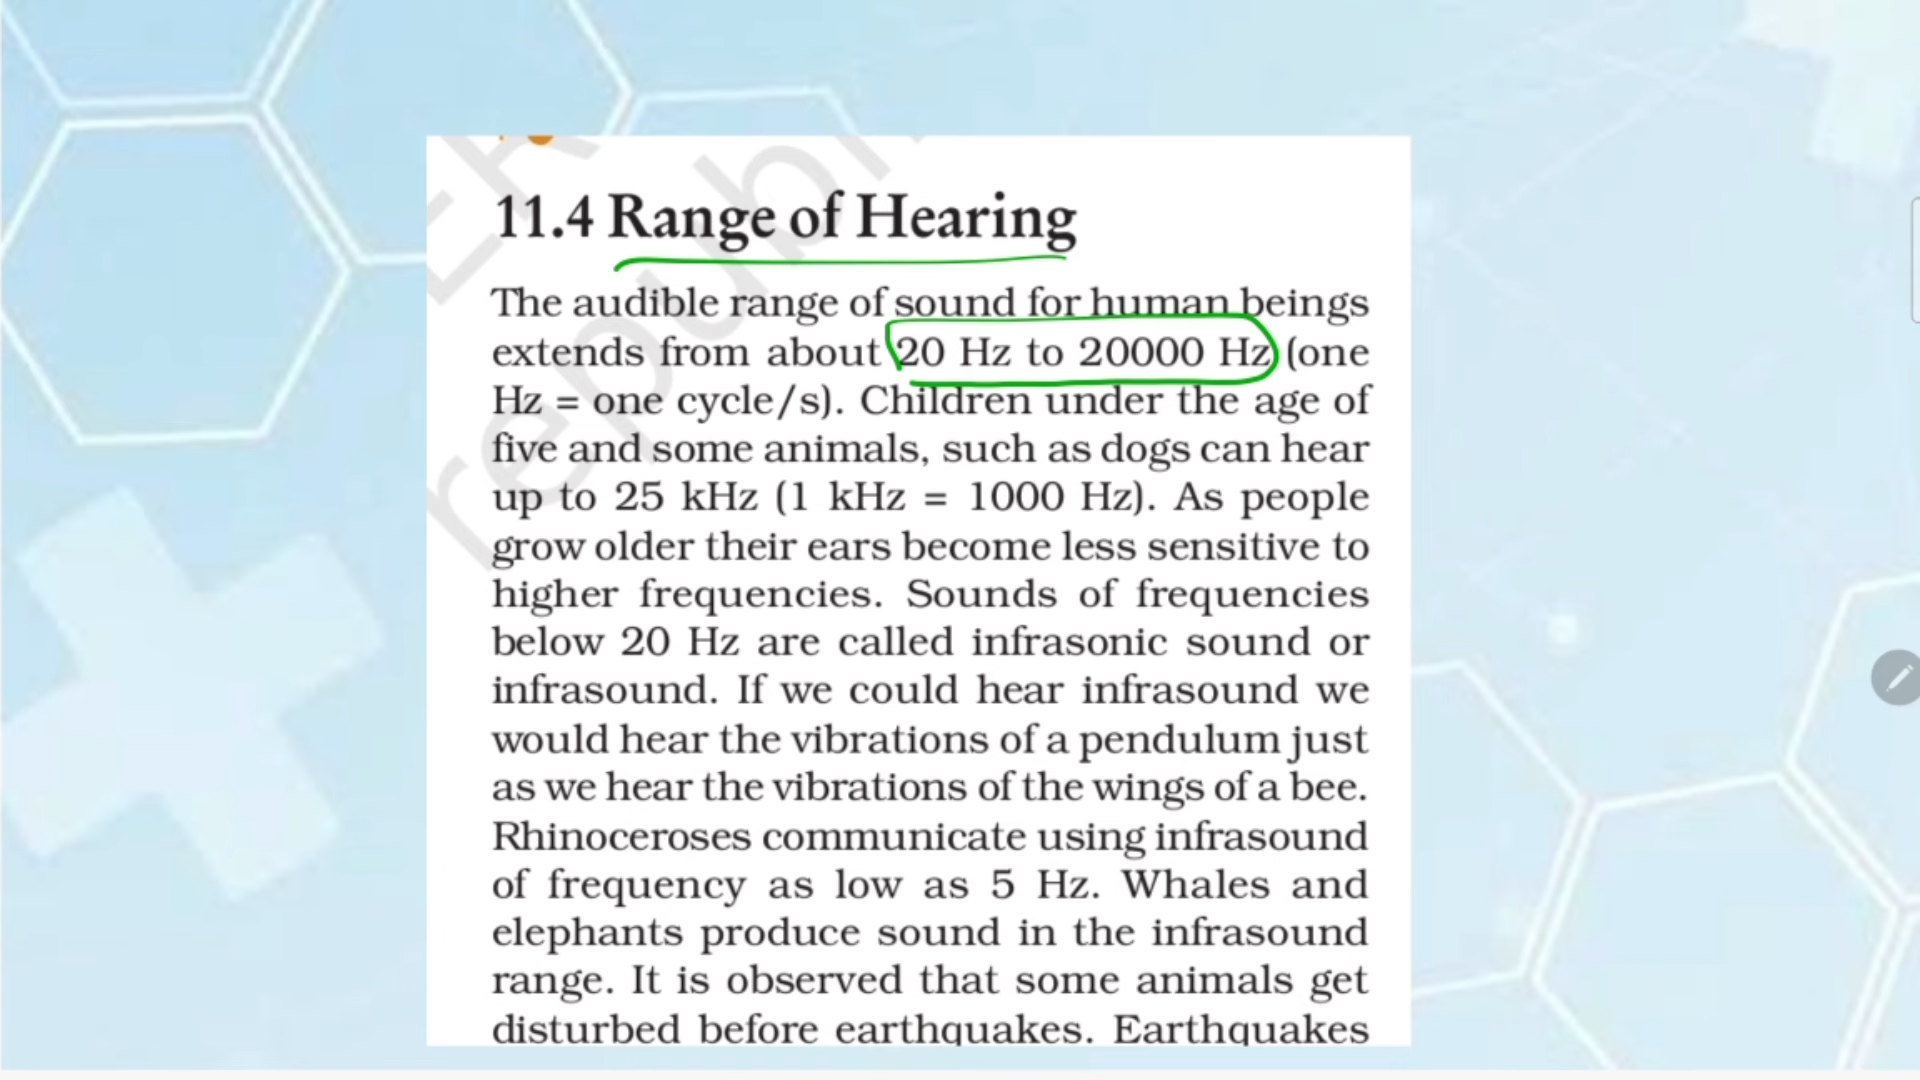 11.4 Range of Hearing
The audible range of sound for human beings
extends from about 20 Hz to 20000 Hz (one
Hz = one cycle/s). Children under the age of
five and some animals, such as dogs can hear
up to 25 kHz (1 kHz = 1000 Hz). As people
grow older their ears become less sensitive to
higher frequencies. Sounds of frequencies
below 20 Hz are called infrasonic sound or
infrasound. If we could hear infrasound we
would hear the vibrations of a pendulum just
as we hear the vibrations of the wings of a bee.
Rhinoceroses communicate using infrasound
of frequency as low as 5 Hz. Whales and
elephants produce sound in the infrasound
range. It is observed that some animals get
disturbed before earthquakes. Earthquakes